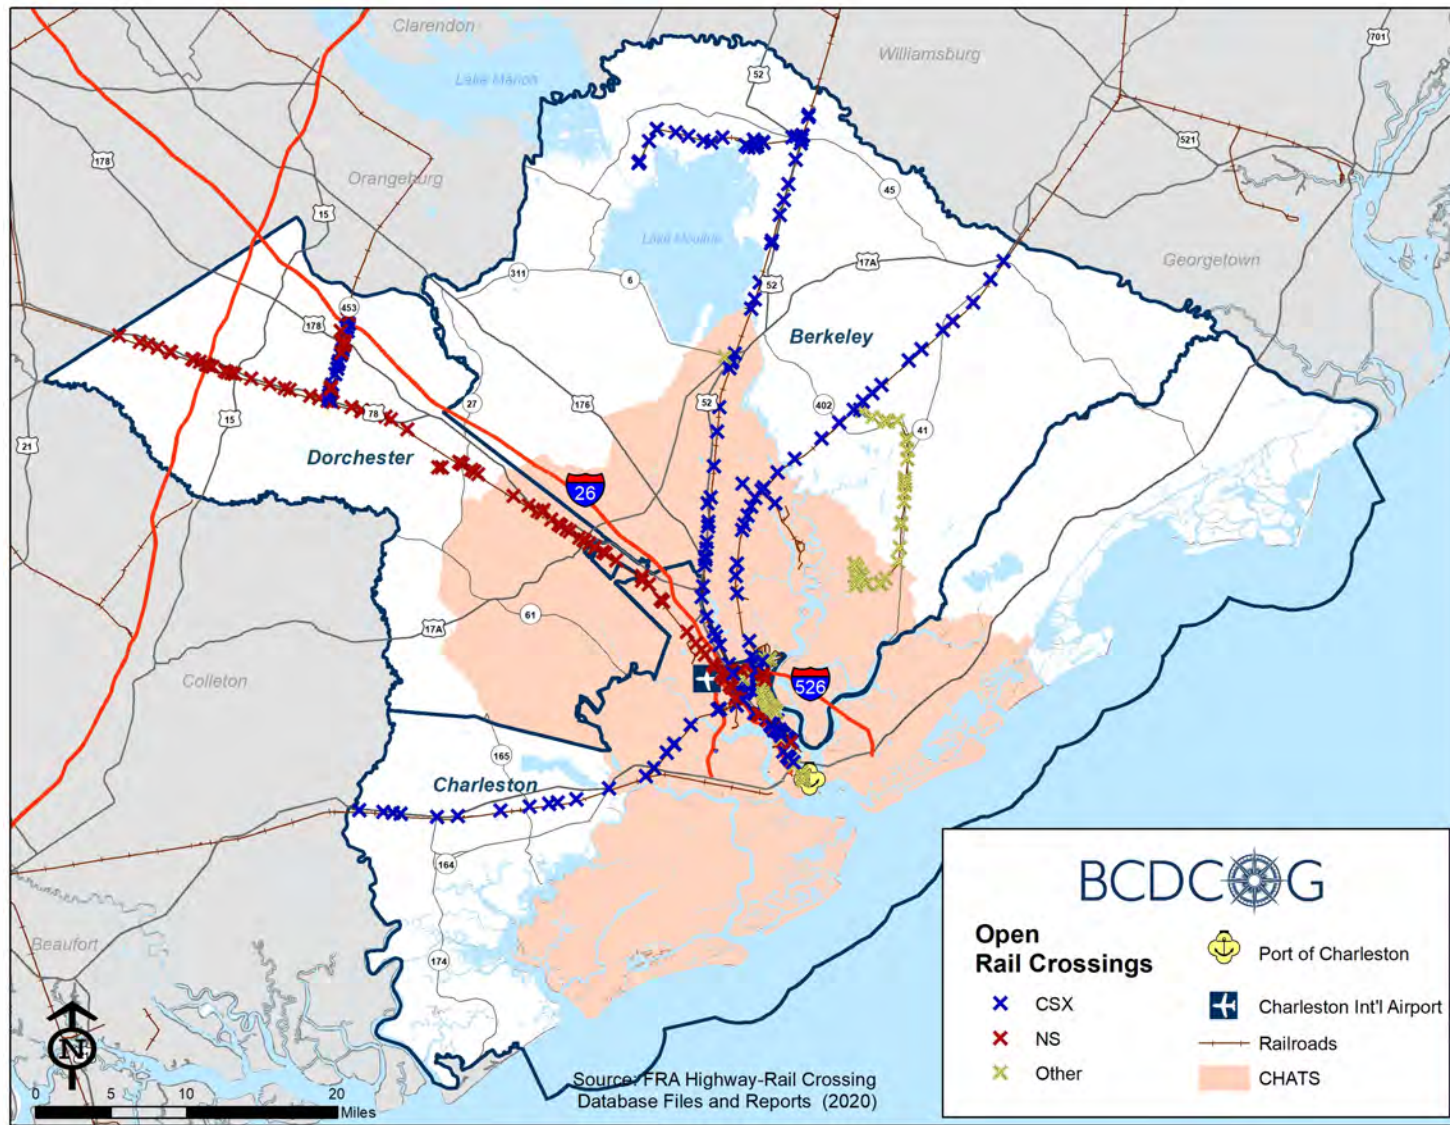 Clarendon
Williamsburg
701
Lake Marion
52
178
521
Orangeburg
15
45
Lake Moultrie
17A
Georgetown
311
6
52
453
178
Berkeley
27
176
52
402
78
15
41
21
Dorchester
26
61
17A
Colleton
526
165
Charleston
164
Beaufort
174
N
0 5 10 20
Miles
Source: FRA Highway-Rail Crossing
Database Files and Reports (2020)
BCDCOG
Open
Rail Crossings
CSX
NS
Other
Port of Charleston
Charleston Int'l Airport
Railroads
CHATS